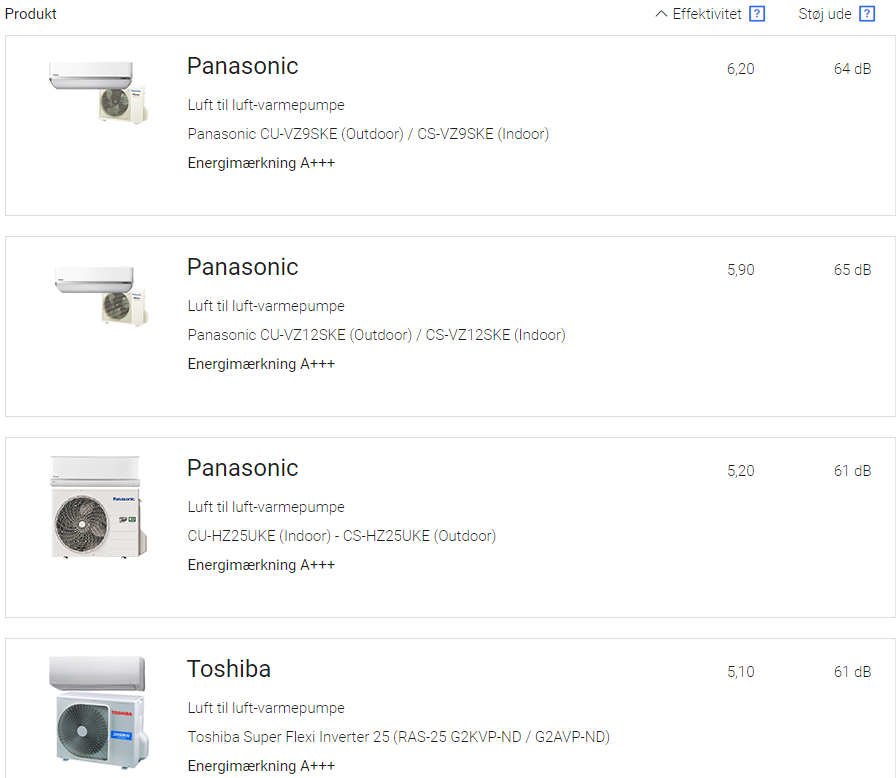 Produkt
Effektivitet ?
Støj ude ?
Panasonic
6,20
64 dB
Luft til luft-varmepumpe
Panasonic CU-VZ9SKE (Outdoor) / CS-VZ9SKE (Indoor)
Energimærkning A+++
Panasonic
5,90
65 dB
Luft til luft-varmepumpe
Panasonic CU-VZ12SKE (Outdoor) / CS-VZ12SKE (Indoor)
Energimærkning A+++
Panasonic
5,20
61 dB
Panasonic
Luft til luft-varmepumpe
CU-HZ25UKE (Indoor) - CS-HZ25UKE (Outdoor)
Energimærkning A+++
Toshiba
5,10
61 dB
TOSHIBA
Luft til luft-varmepumpe
Toshiba Super Flexi Inverter 25 (RAS-25 G2KVP-ND / G2AVP-ND)
Energimærkning A+++